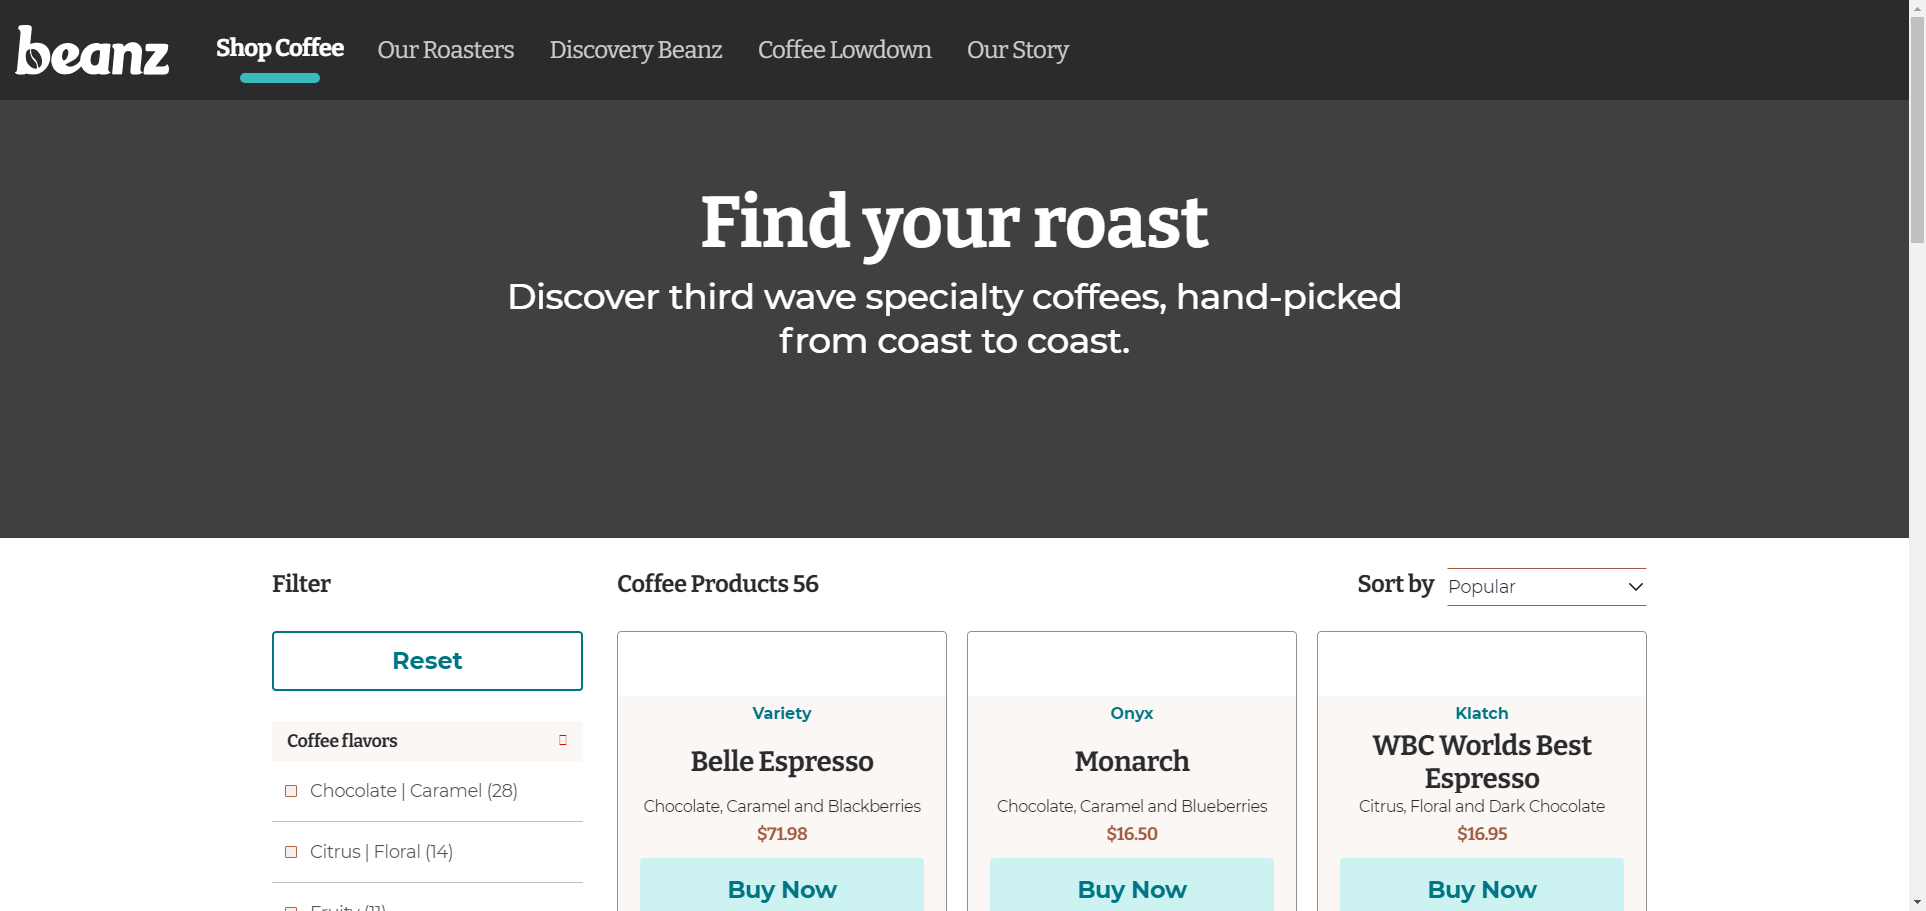 beanz
Shop Coffee
Our Roasters
Discovery Beanz
Coffee Lowdown
Our Story
Find your roast
Discover third wave specialty coffees, hand-picked
from coast to coast.
Filter
Coffee Products 56
Sort by
Popular
Reset
Coffee flavors
Chocolate | Caramel (28)
Citrus | Floral (14)
Fruity (11)
Variety
Belle Espresso
Chocolate, Caramel and Blackberries
$71.98
Buy Now
Onyx
Monarch
Chocolate, Caramel and Blueberries
$16.50
Buy Now
Klatch
WBC Worlds Best
Espresso
Citrus, Floral and Dark Chocolate
$16.95
Buy Now